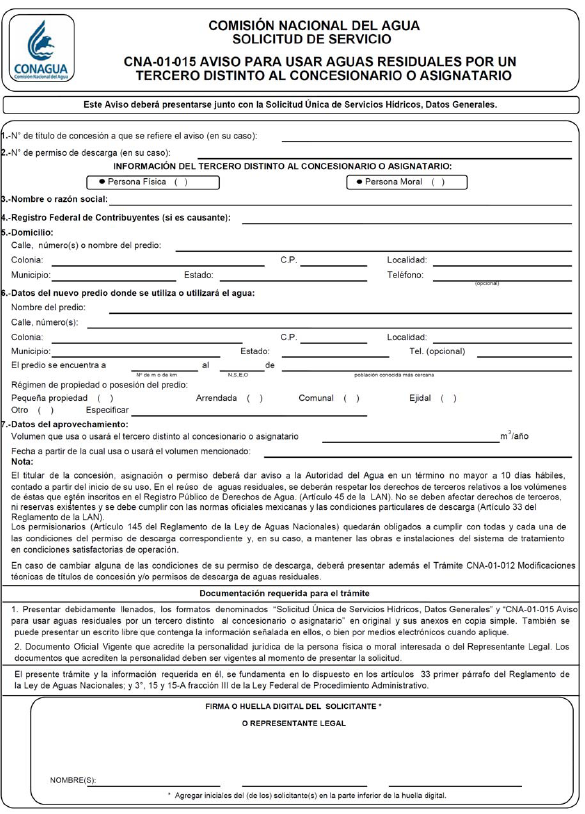 COMISIÓN NACIONAL DEL AGUA
SOLICITUD DE SERVICIO
CONAGUA
Comisión Nacional del Agua
CNA-01-015 AVISO PARA USAR AGUAS RESIDUALES POR UN
TERCERO DISTINTO AL CONCESIONARIO O ASIGNATARIO
Este Aviso deberá presentarse junto con la Solicitud Única de Servicios Hídricos, Datos Generales.
1.-N° de título de concesión a que se refiere el aviso (en su caso):
2.-N° de permiso de descarga (en su caso):
INFORMACIÓN DEL TERCERO DISTINTO AL CONCESIONARIO O ASIGNATARIO:
● Persona Física ( ) ● Persona Moral ( )
3.-Nombre o razón social:
4.-Registro Federal de Contribuyentes (si es causante):
5.-Domicilio:
Calle, número(s) o nombre del predio:
Colonia: C.P. Localidad:
Municipio: Estado: Teléfono:
(opcional)
6.-Datos del nuevo predio donde se utiliza o utilizará el agua:
Nombre del predio:
Calle, número(s):
Colonia: C.P. Localidad:
Municipio: Estado: Tel. (opcional)
El predio se encuentra a al de
N° de m o de km N,S,E,O población conocida más cercana
Régimen de propiedad o posesión del predio:
Pequeña propiedad ( ) Arrendada ( ) Comunal ( ) Ejidal ( )
Otro ( ) Especificar
7.-Datos del aprovechamiento:
Volumen que usa o usará el tercero distinto al concesionario o asignatario m³/año
Fecha a partir de la cual usa o usará el volumen mencionado:
Nota:
El titular de la concesión, asignación o permiso deberá dar aviso a la Autoridad del Agua en un término no mayor a 10 días hábiles,
contado a partir del inicio de su uso. En el reúso de aguas residuales, se deberán respetar los derechos de terceros relativos a los volúmenes
de éstas que estén inscritos en el Registro Público de Derechos de Agua. (Artículo 45 de la LAN). No se deben afectar derechos de terceros,
ni reservas existentes y se debe cumplir con las normas oficiales mexicanas y las condiciones particulares de descarga (Artículo 33 del
Reglamento de la LAN).
Los permisionarios (Artículo 145 del Reglamento de la Ley de Aguas Nacionales) quedarán obligados a cumplir con todas y cada una de
las condiciones del permiso de descarga correspondiente y, en su caso, a mantener las obras e instalaciones del sistema de tratamiento
en condiciones satisfactorias de operación.
En caso de cambiar alguna de las condiciones de su permiso de descarga, deberá presentar además el Trámite CNA-01-012 Modificaciones
técnicas de títulos de concesión y/o permisos de descarga de aguas residuales.
Documentación requerida para el trámite
1. Presentar debidamente llenados, los formatos denominados "Solicitud Única de Servicios Hídricos, Datos Generales" y "CNA-01-015 Aviso
para usar aguas residuales por un tercero distinto al concesionario o asignatario" en original y sus anexos en copia simple. También se
puede presentar un escrito libre que contenga la información señalada en ellos, o bien por medios electrónicos cuando aplique.
2. Documento Oficial Vigente que acredite la personalidad jurídica de la persona física o moral interesada o del Representante Legal. Los
documentos que acrediten la personalidad deben ser vigentes al momento de presentar la solicitud.
El presente trámite y la información requerida en él, se fundamenta en lo dispuesto en los artículos 33 primer párrafo del Reglamento de
la Ley de Aguas Nacionales; y 3°, 15 y 15-A fracción III de la Ley Federal de Procedimiento Administrativo.
FIRMA O HUELLA DIGITAL DEL SOLICITANTE *
O REPRESENTANTE LEGAL
NOMBRE(S):
* Agregar iniciales del (de los) solicitante(s) en la parte inferior de la huella digital.